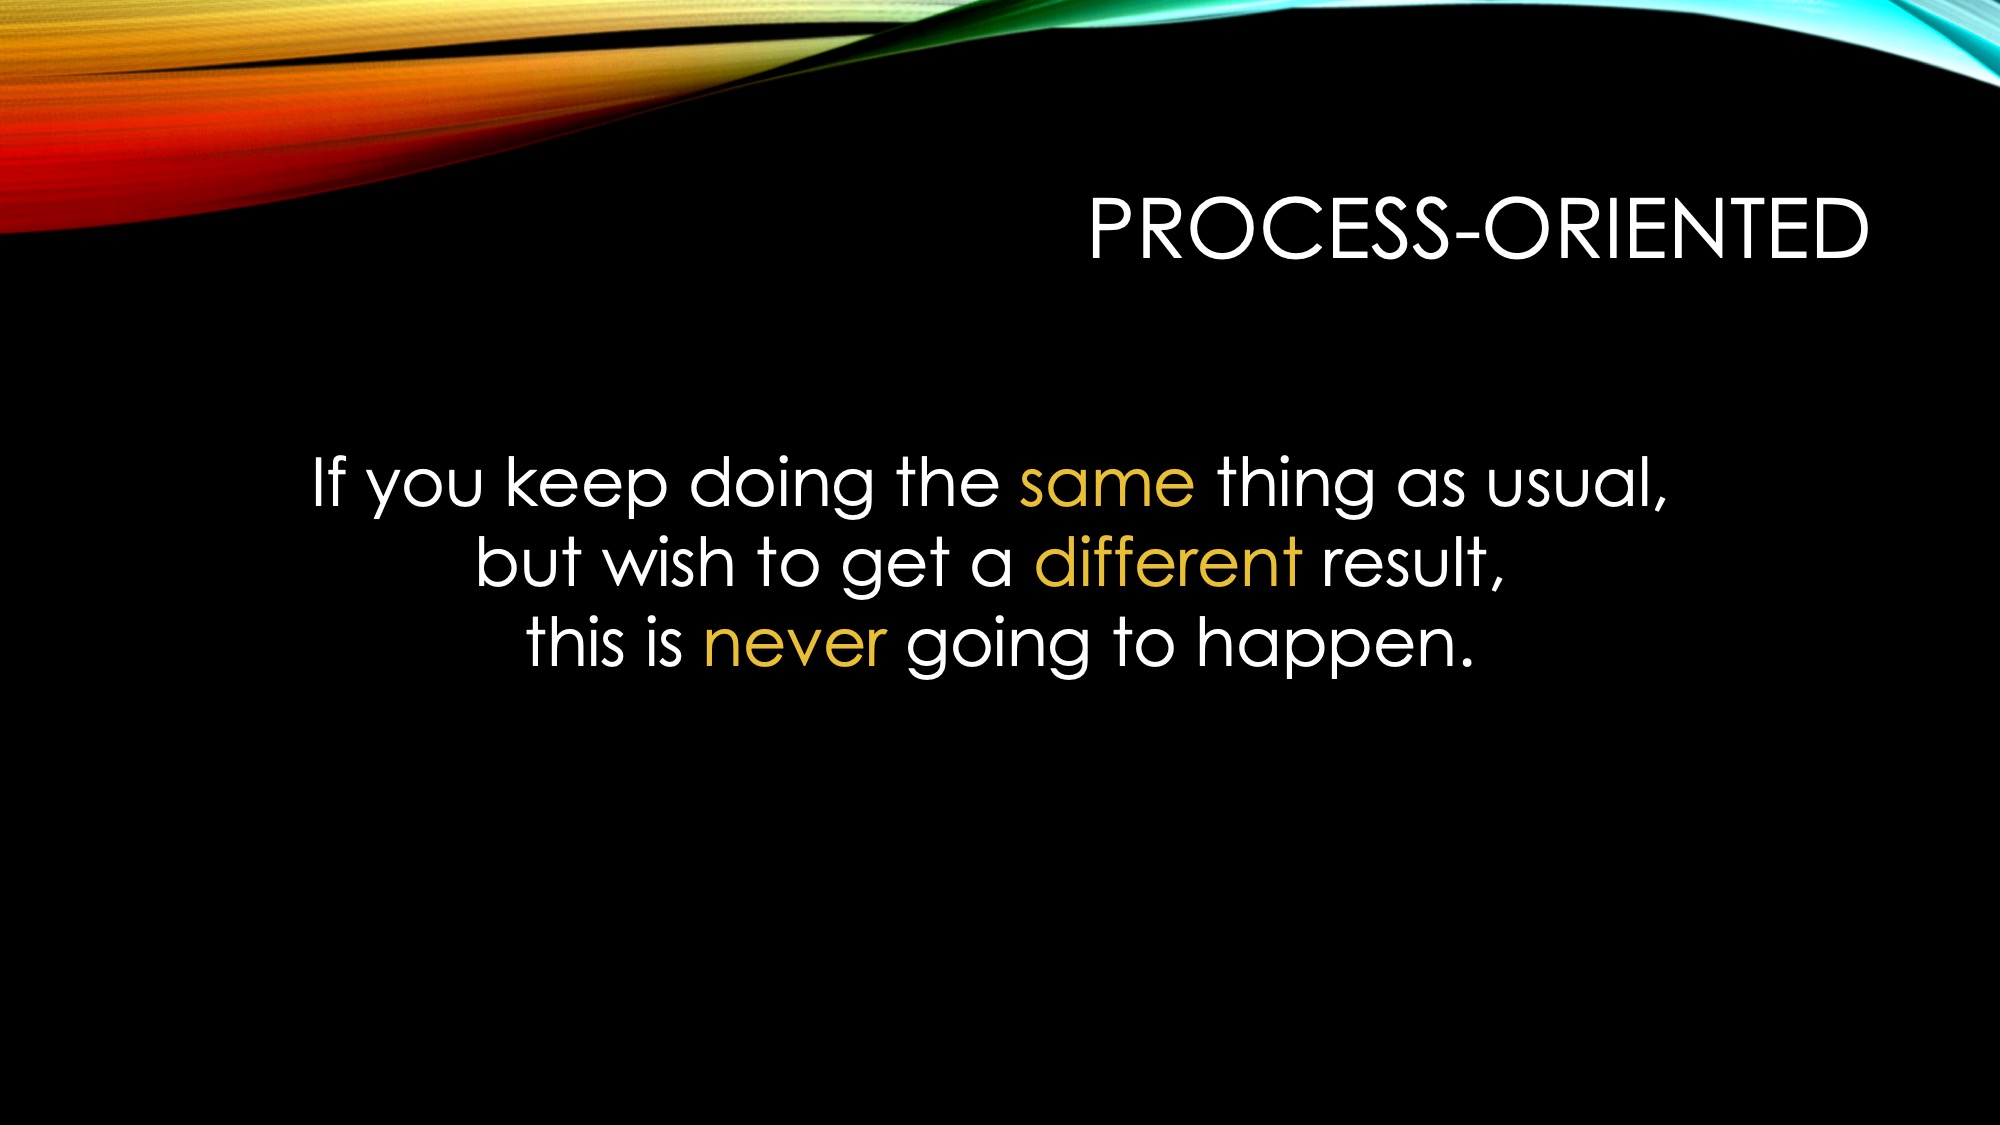 PROCESS-ORIENTED
If you keep doing the same thing as usual,
but wish to get a different result,
this is never going to happen.